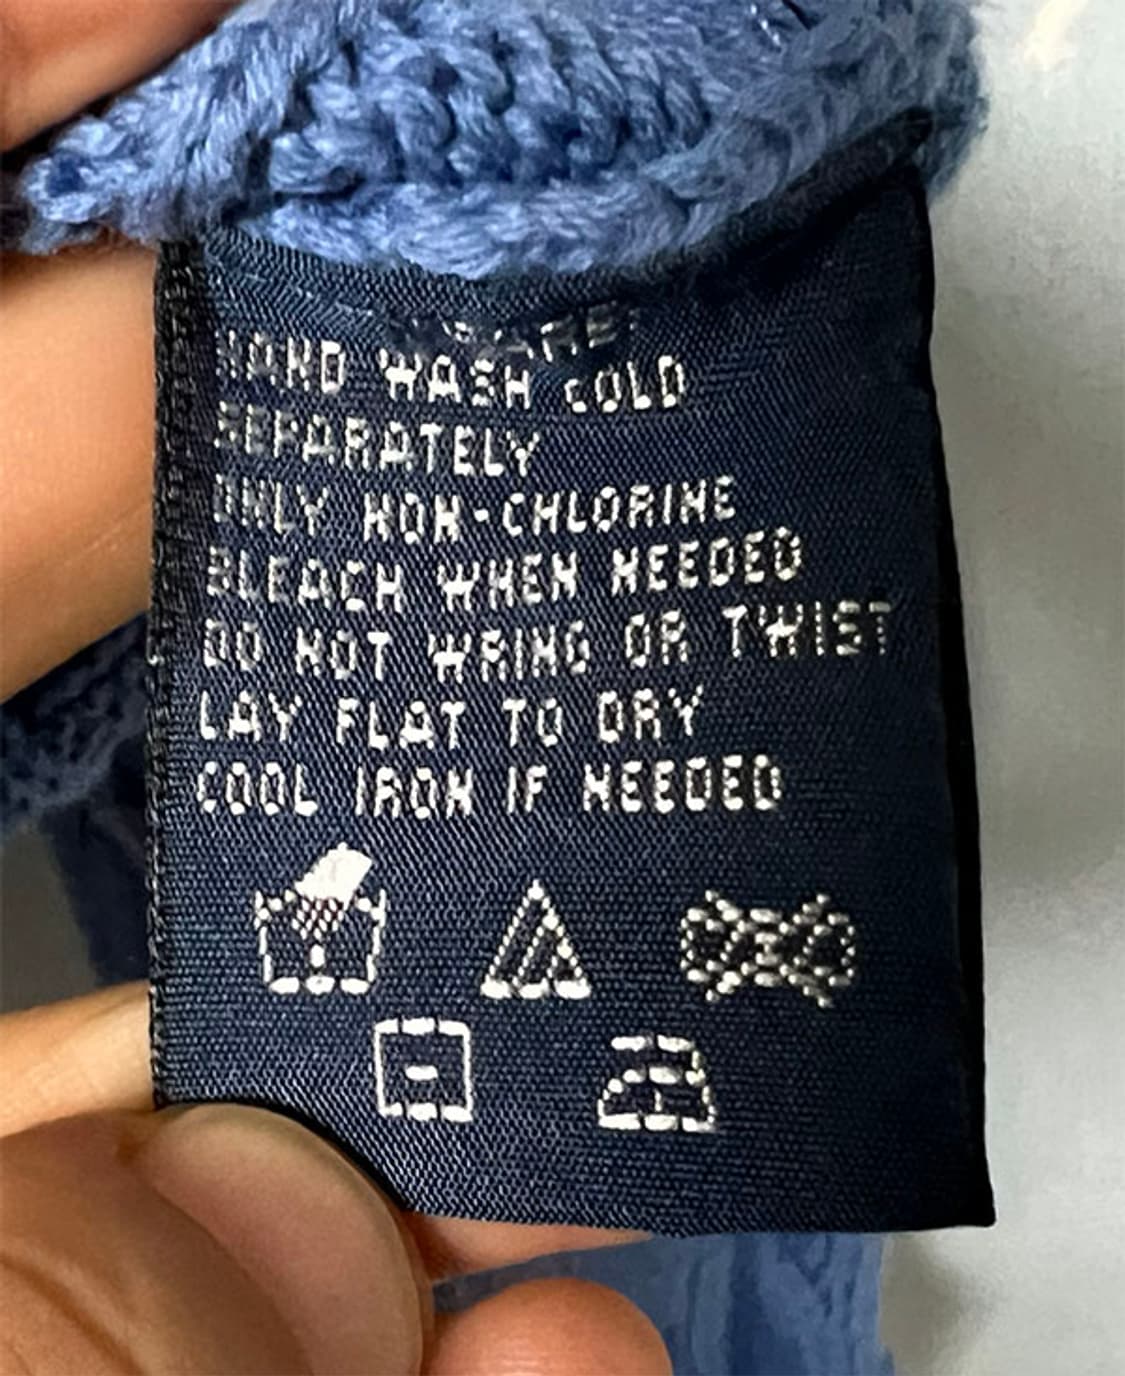 HAND WASH COLD
SEPARATELY
ONLY NON-CHLORINE
BLEACH WHEN NEEDED
DO NOT WRING OR TWIST
LAY FLAT TO DRY
COOL IRON IF NEEDED